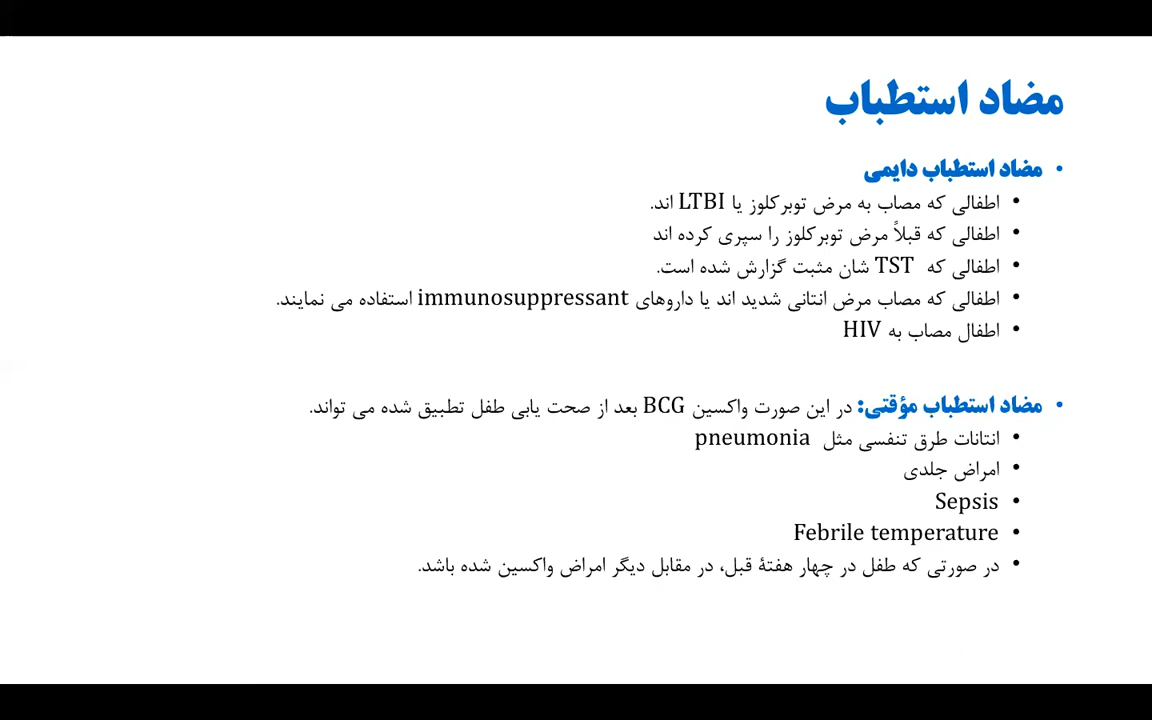 مضاد استطباب
• مضاد استطباب دایمی
• اطفالی که مصاب به مرض توبرکلوز یا LTBI اند.
• اطفالی که قبلاً مرض توبرکلوز را سپری کرده اند
• اطفالی که TST شان مثبت گزارش شده است.
• اطفالی که مصاب مرض انتانی شدید اند یا داروهای immunosuppressant استفاده می نمایند.
• اطفال مصاب به HIV
• مضاد استطباب مؤقتی: در این صورت واکسین BCG بعد از صحت یابی طفل تطبیق شده می تواند.
• انتانات طرق تنفسی مثل pneumonia
• امراض جلدی
• Sepsis
• Febrile temperature
• در صورتی که طفل در چهار هفتۀ قبل، در مقابل دیگر امراض واکسین شده باشد.